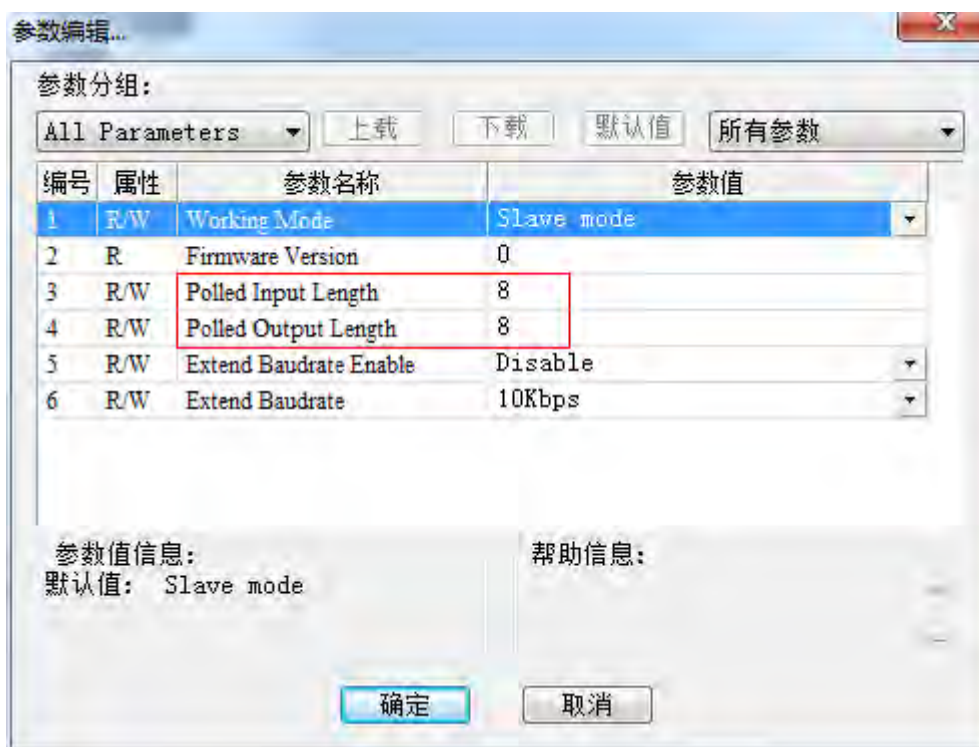 参数编辑...
参数分组：
All Parameters 上载 下载 默认值 所有参数
编号 属性 参数名称 参数值
1 R/W Working Mode Slave mode
2 R Firmware Version 0
3 R/W Polled Input Length 8
4 R/W Polled Output Length 8
5 R/W Extend Baudrate Enable Disable
6 R/W Extend Baudrate 10Kbps
参数值信息： 帮助信息：
默认值： Slave mode
确定 取消